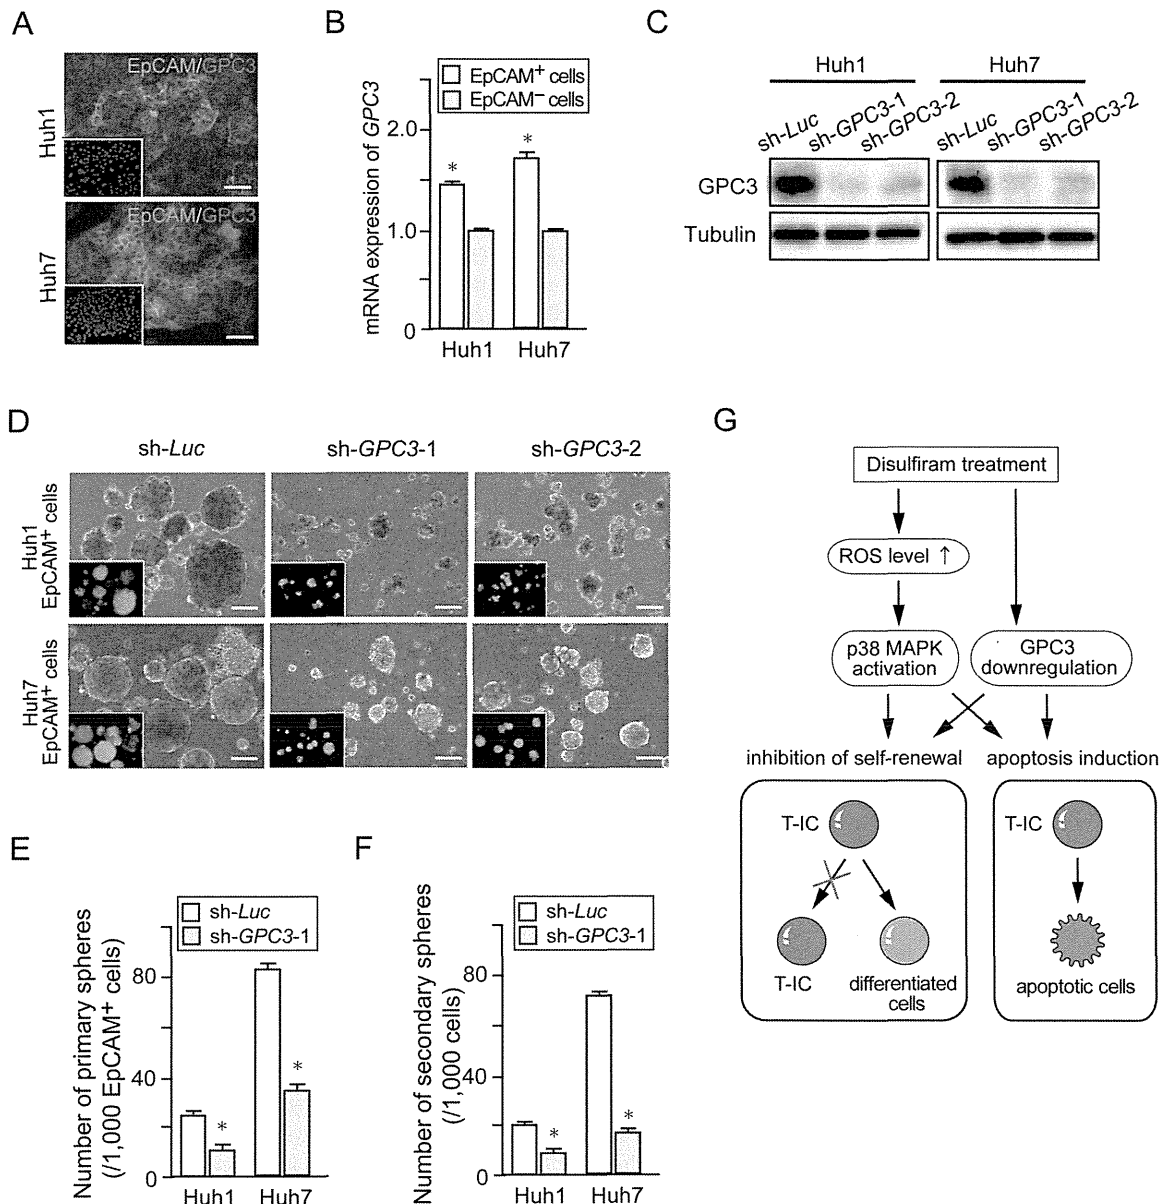 A
EpCAM/GPC3
Huh1
EpCAM/GPC3
Huh7
B
EpCAM+ cells
EpCAM− cells
mRNA expression of GPC3
2.0
1.0
0
*
*
Huh1
Huh7
C
Huh1
Huh7
sh-Luc
sh-GPC3-1
sh-GPC3-2
sh-Luc
sh-GPC3-1
sh-GPC3-2
GPC3
Tubulin
D
sh-Luc
sh-GPC3-1
sh-GPC3-2
Huh1
EpCAM+ cells
Huh7
EpCAM+ cells
E
sh-Luc
sh-GPC3-1
Number of primary spheres
(/1,000 EpCAM+ cells)
80
40
0
*
*
Huh1
Huh7
F
sh-Luc
sh-GPC3-1
Number of secondary spheres
(/1,000 cells)
80
40
0
*
*
Huh1
Huh7
G
Disulfiram treatment
ROS level ↑
p38 MAPK
activation
GPC3
downregulation
inhibition of self-renewal
apoptosis induction
T-IC
T-IC
differentiated
cells
T-IC
apoptotic cells